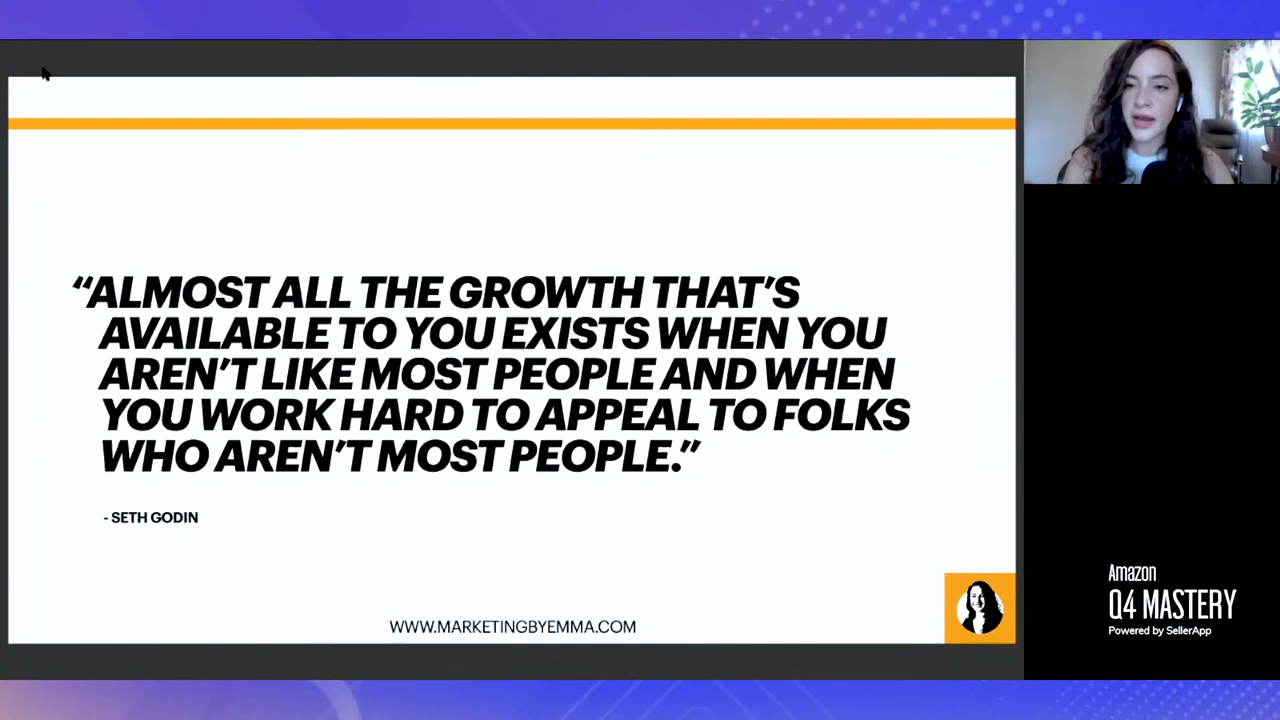 “ALMOST ALL THE GROWTH THAT’S
AVAILABLE TO YOU EXISTS WHEN YOU
AREN’T LIKE MOST PEOPLE AND WHEN
YOU WORK HARD TO APPEAL TO FOLKS
WHO AREN’T MOST PEOPLE.”
- SETH GODIN
WWW.MARKETINGBYEMMA.COM
Amazon
Q4 MASTERY
Powered by SellerApp